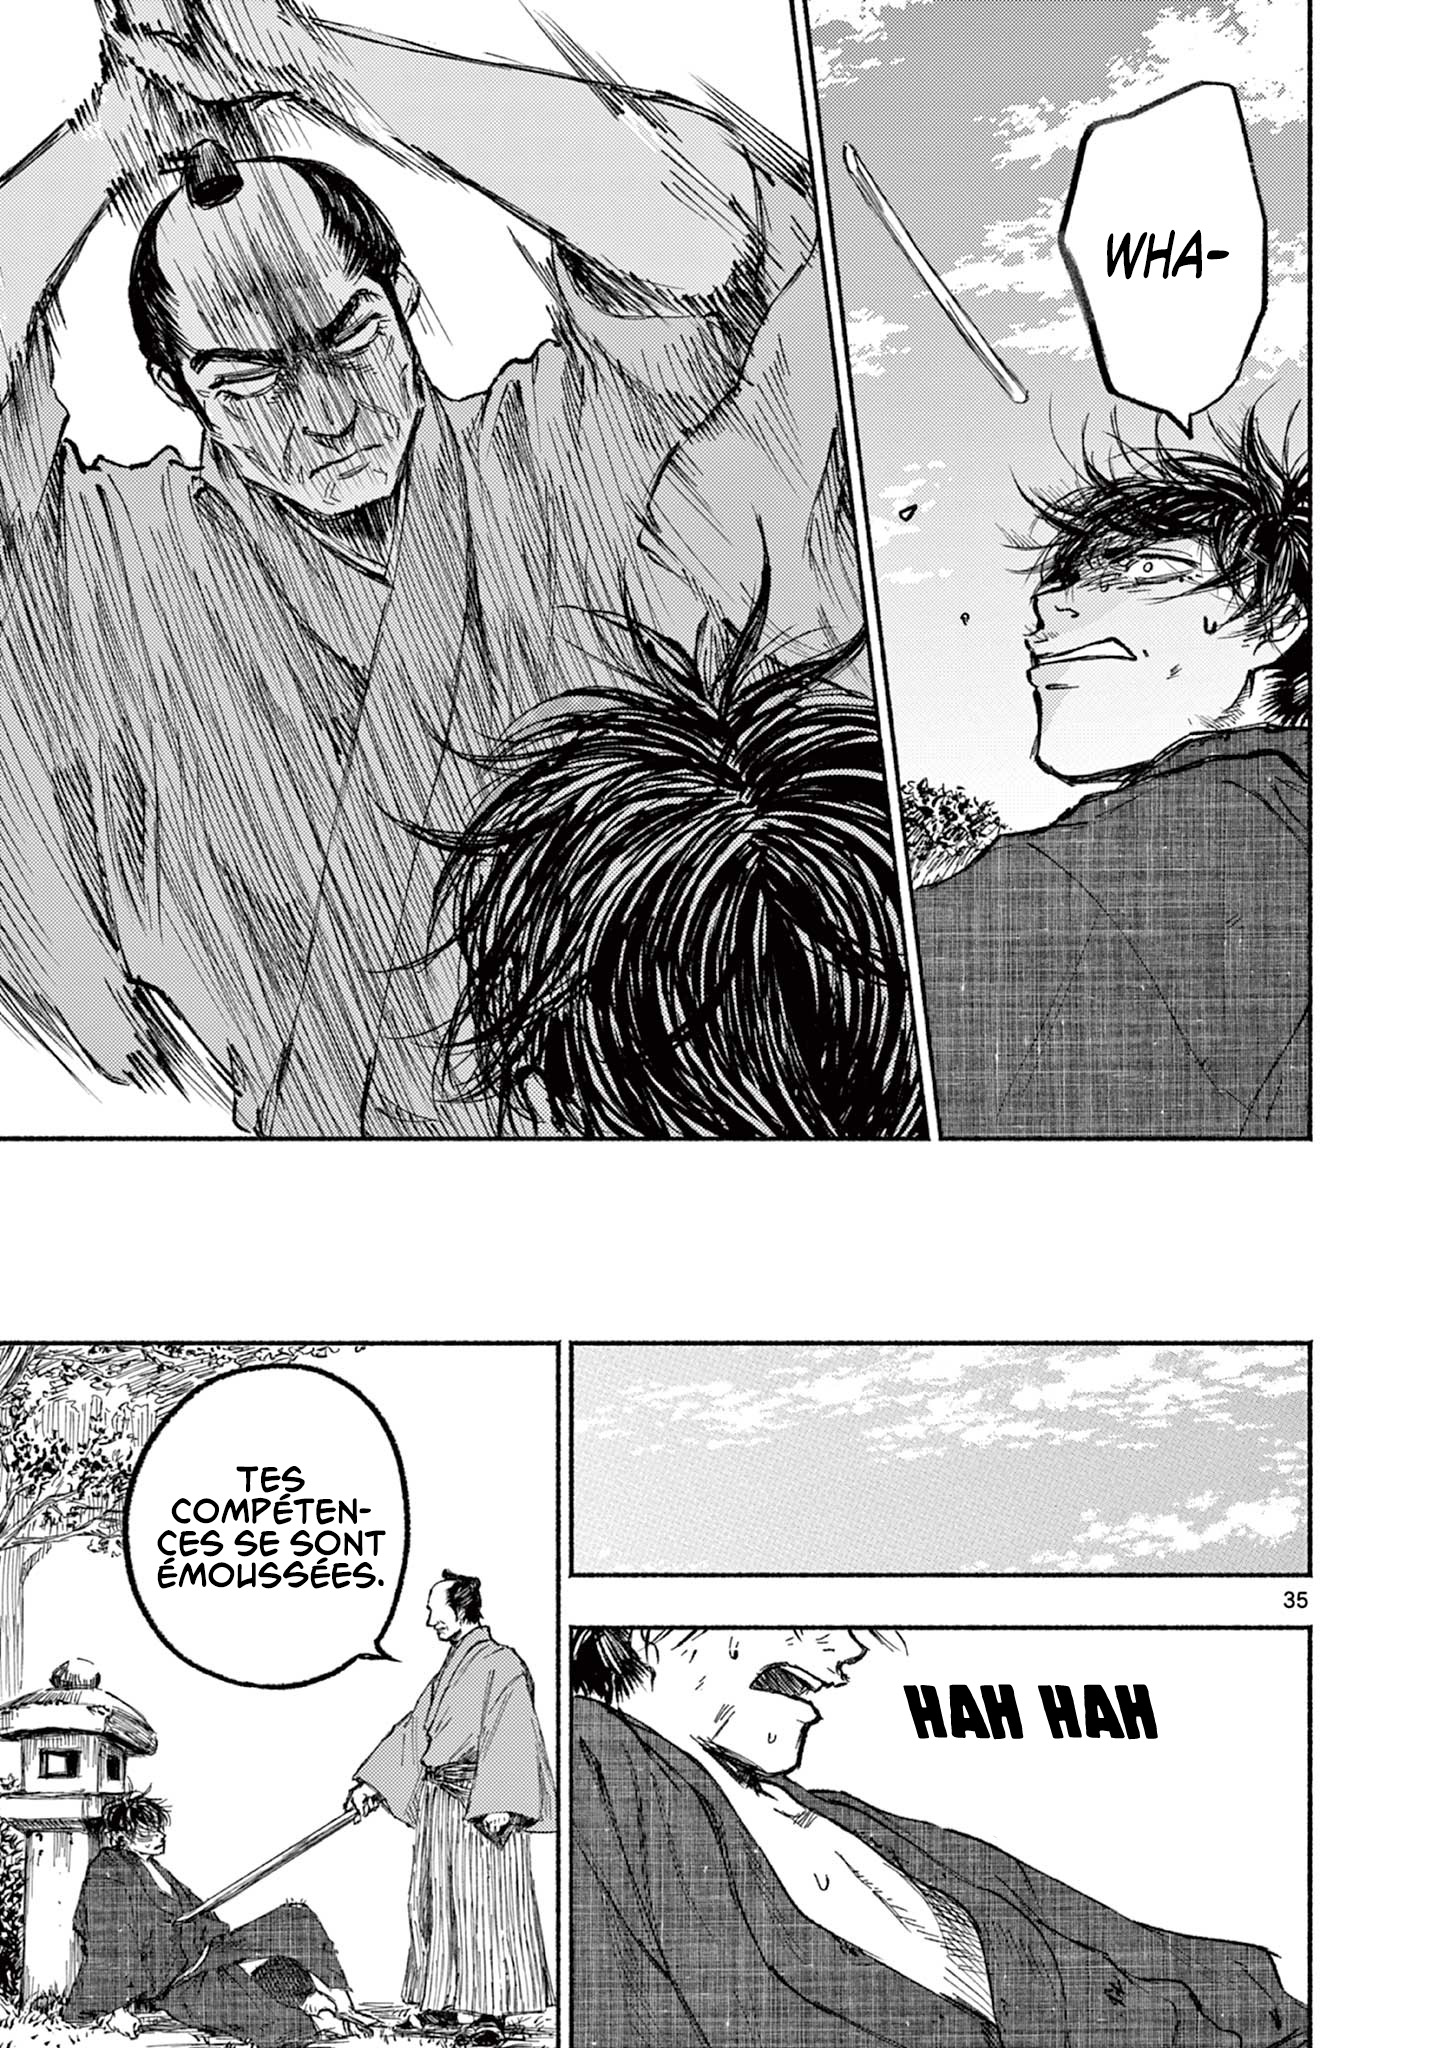 WHA-
HAH HAH
TES
COMPÉTEN-
CES SE SONT
ÉMOUSSÉES.
35